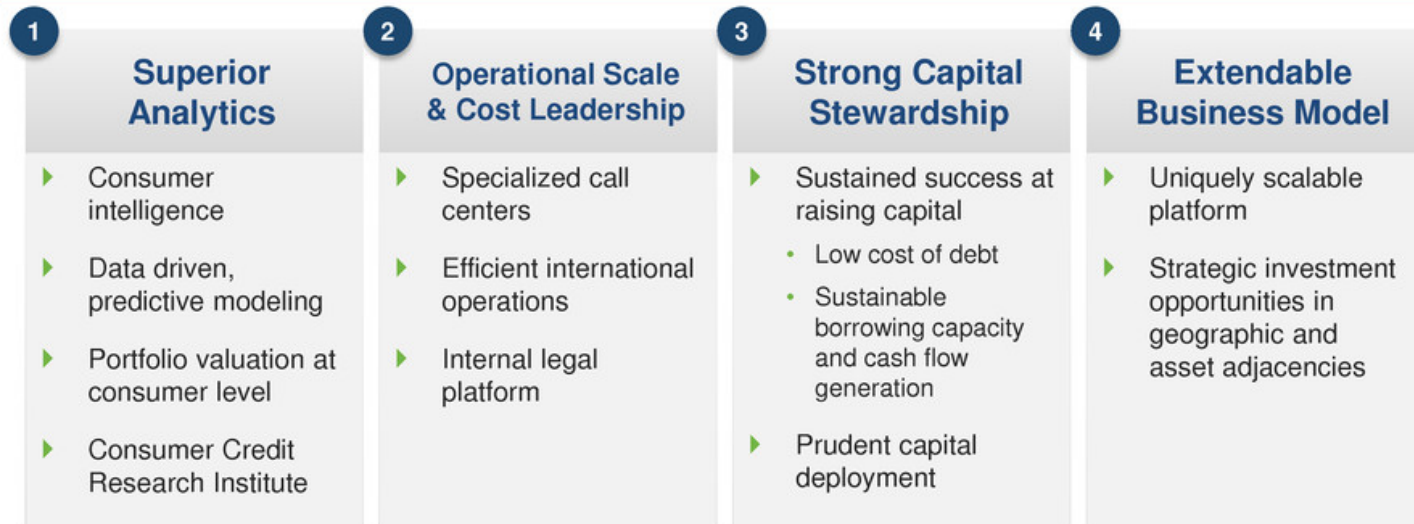 1
Superior
Analytics
Consumer
intelligence
Data driven,
predictive modeling
Portfolio valuation at
consumer level
Consumer Credit
Research Institute
2
Operational Scale
& Cost Leadership
Specialized call
centers
Efficient international
operations
Internal legal
platform
3
Strong Capital
Stewardship
Sustained success at
raising capital
• Low cost of debt
• Sustainable
borrowing capacity
and cash flow
generation
Prudent capital
deployment
4
Extendable
Business Model
Uniquely scalable
platform
Strategic investment
opportunities in
geographic and
asset adjacencies